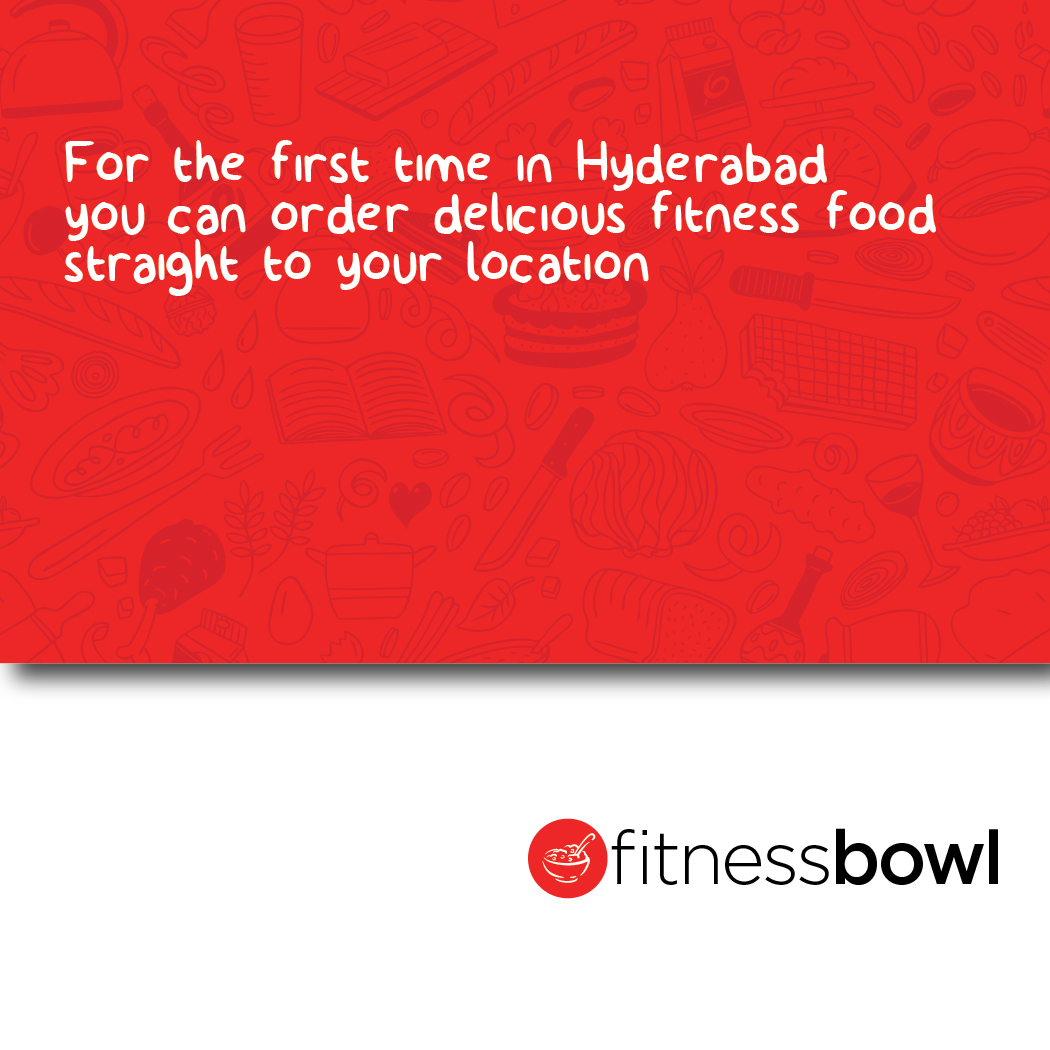 For the first time in Hyderabad
you can order delicious fitness food
straight to your location
fitnessbowl